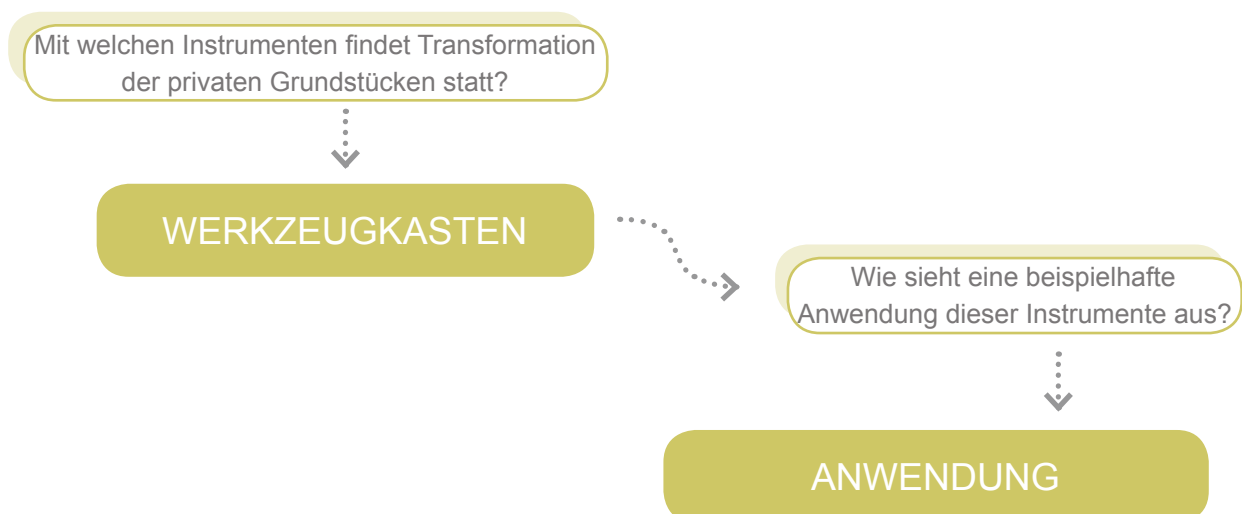 Mit welchen Instrumenten findet Transformation
der privaten Grundstücken statt?
WERKZEUGKASTEN
Wie sieht eine beispielhafte
Anwendung dieser Instrumente aus?
ANWENDUNG